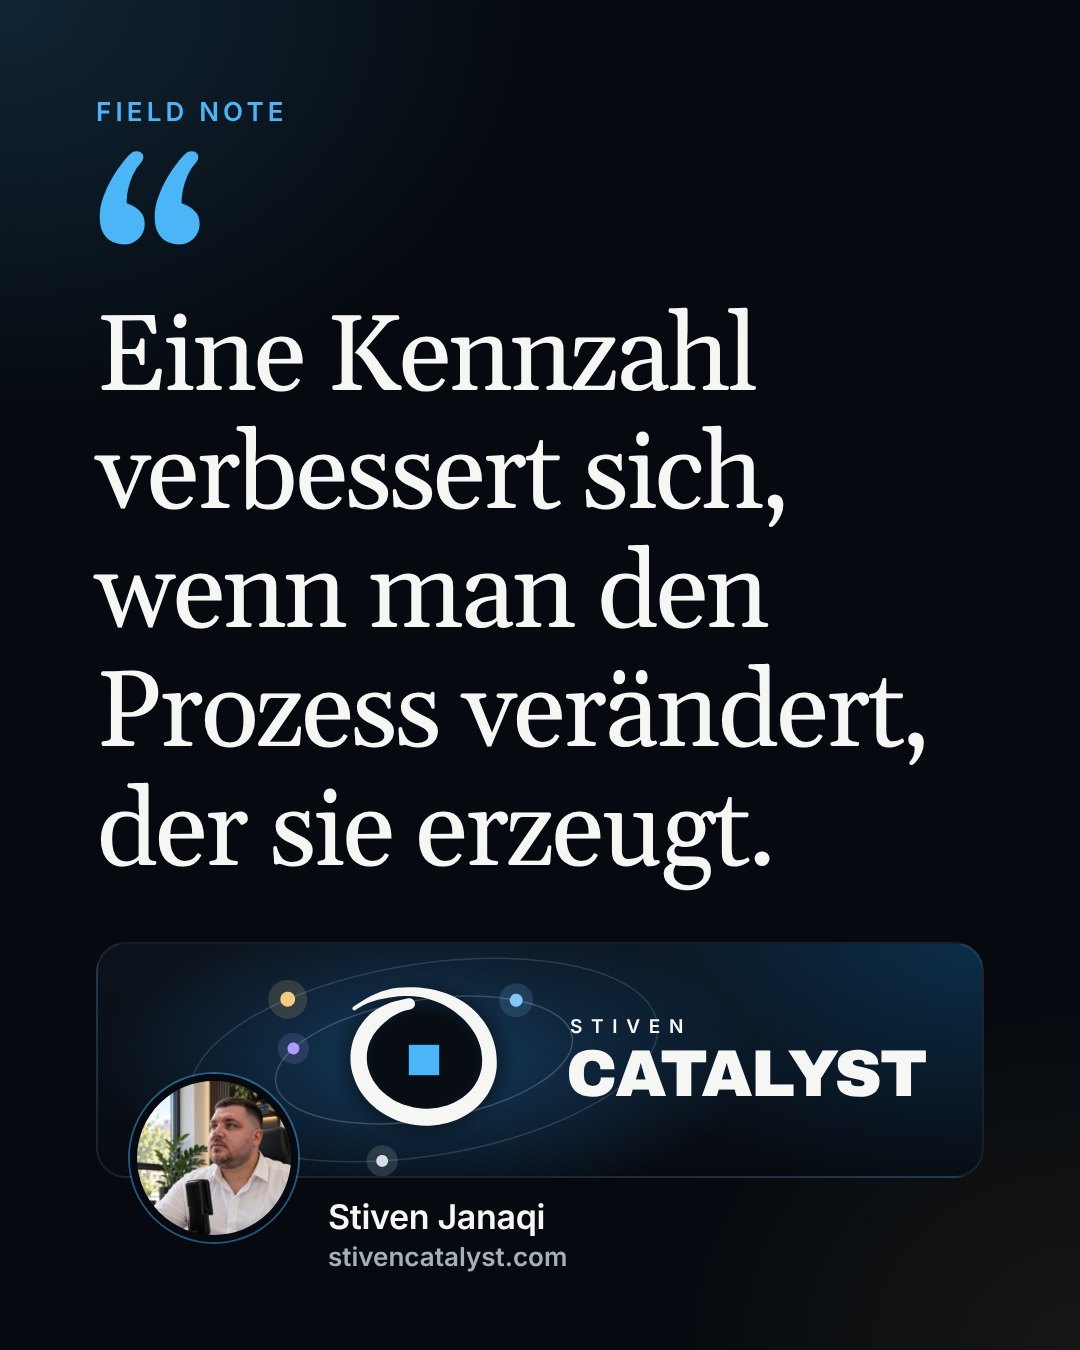 FIELD NOTE
“
Eine Kennzahl
verbessert sich,
wenn man den
Prozess verändert,
der sie erzeugt.
STIVEN
CATALYST
Stiven Janaqi
stivencatalyst.com